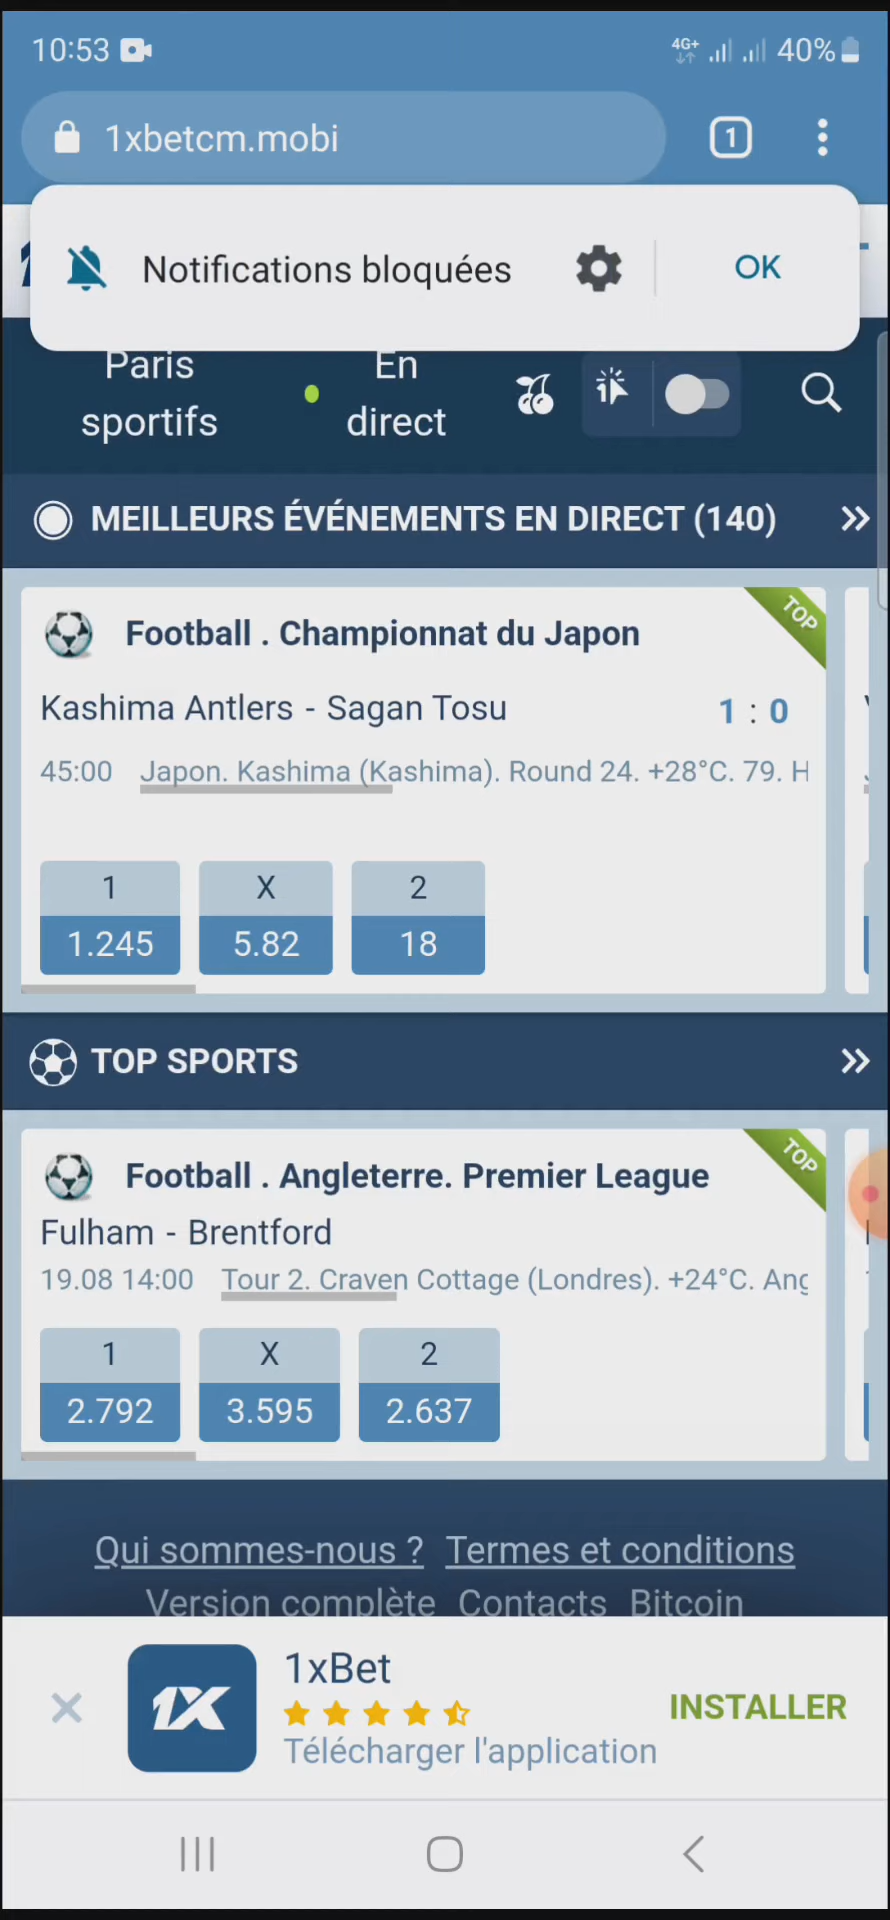 10:53 4G+ 40%
1xbetcm.mobi 1
Notifications bloquées OK
Paris sportifs En direct
MEILLEURS ÉVÉNEMENTS EN DIRECT (140)
TOP
Football . Championnat du Japon
Kashima Antlers - Sagan Tosu 1 : 0
45:00 Japon. Kashima (Kashima). Round 24. +28°C. 79. H
1 X 2
1.245 5.82 18
TOP SPORTS
TOP
Football . Angleterre. Premier League
Fulham - Brentford
19.08 14:00 Tour 2. Craven Cottage (Londres). +24°C. Ang
1 X 2
2.792 3.595 2.637
Qui sommes-nous ? Termes et conditions
Version complète Contacts Bitcoin
1X
1xBet
INSTALLER
Télécharger l'application